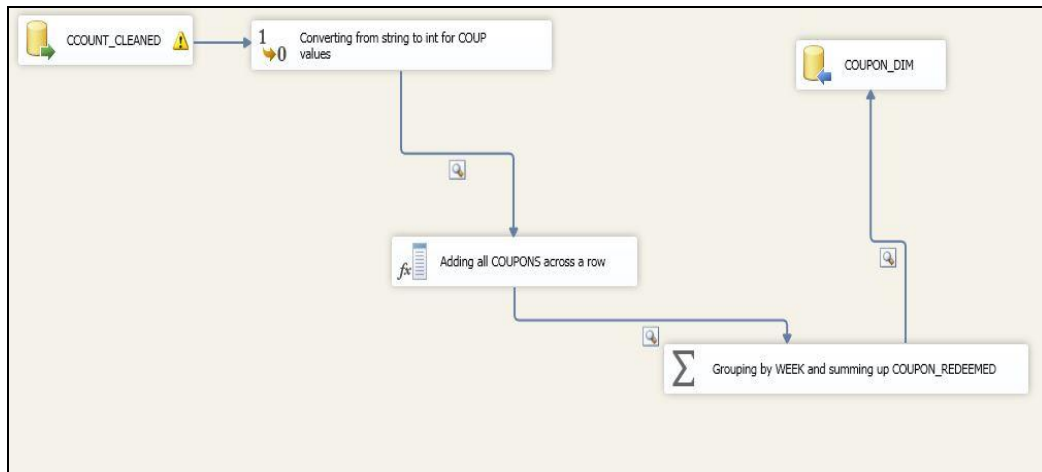 CCOUNT_CLEANED
1
0
Converting from string to int for COUP
values
COUPON_DIM
fx
Adding all COUPONS across a row
Σ
Grouping by WEEK and summing up COUPON_REDEEMED